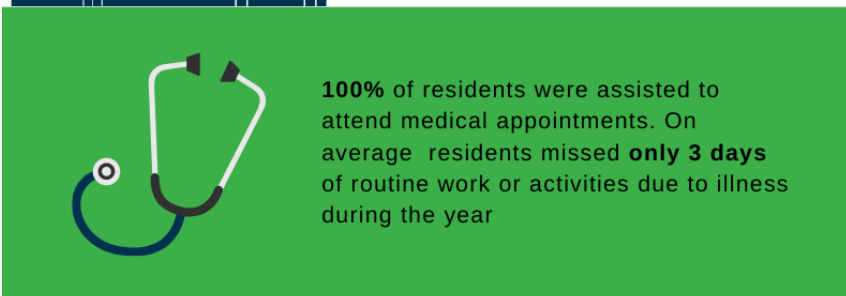 100% of residents were assisted to
attend medical appointments. On
average  residents missed only 3 days
of routine work or activities due to illness
during the year